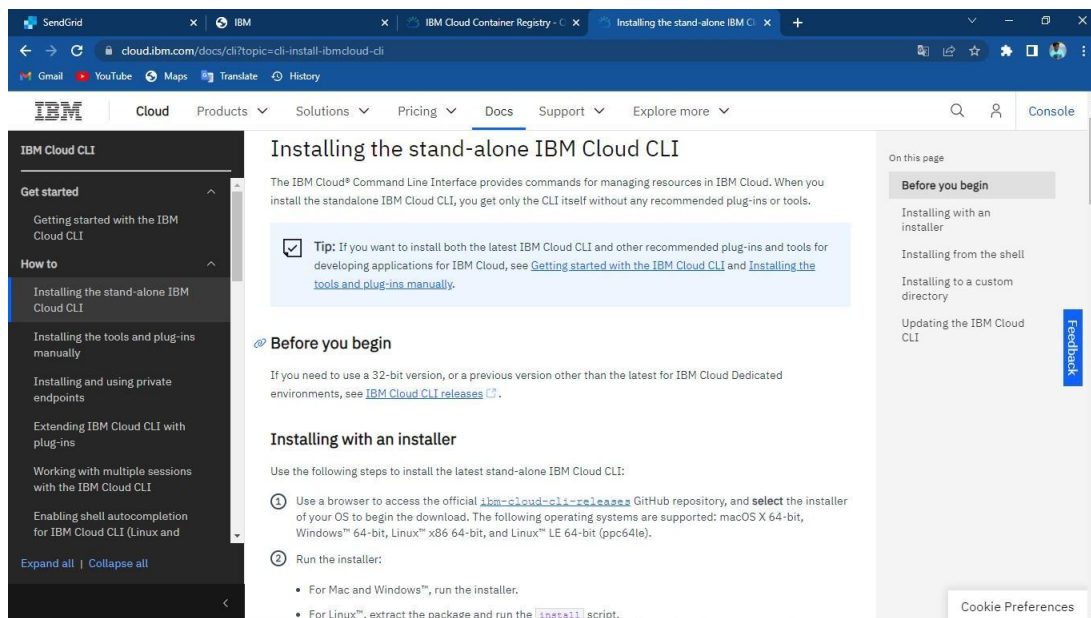 SendGrid
IBM
IBM Cloud Container Registry - C
Installing the stand-alone IBM Cl
cloud.ibm.com/docs/cli?topic=cli-install-ibmcloud-cli
Gmail
YouTube
Maps
Translate
History
IBM
Cloud
Products
Solutions
Pricing
Docs
Support
Explore more
Console
IBM Cloud CLI
Get started
Getting started with the IBM
Cloud CLI
How to
Installing the stand-alone IBM
Cloud CLI
Installing the tools and plug-ins
manually
Installing and using private
endpoints
Extending IBM Cloud CLI with
plug-ins
Working with multiple sessions
with the IBM Cloud CLI
Enabling shell autocompletion
for IBM Cloud CLI (Linux and
Expand all | Collapse all
Installing the stand-alone IBM Cloud CLI
The IBM Cloud® Command Line Interface provides commands for managing resources in IBM Cloud. When you
install the standalone IBM Cloud CLI, you get only the CLI itself without any recommended plug-ins or tools.
Tip: If you want to install both the latest IBM Cloud CLI and other recommended plug-ins and tools for
developing applications for IBM Cloud, see Getting started with the IBM Cloud CLI and Installing the
tools and plug-ins manually.
Before you begin
If you need to use a 32-bit version, or a previous version other than the latest for IBM Cloud Dedicated
environments, see IBM Cloud CLI releases.
Installing with an installer
Use the following steps to install the latest stand-alone IBM Cloud CLI:
1 Use a browser to access the official ibm-cloud-cli-releases GitHub repository, and select the installer
of your OS to begin the download. The following operating systems are supported: macOS X 64-bit,
Windows™ 64-bit, Linux™ x86 64-bit, and Linux™ LE 64-bit (ppc64le).
2 Run the installer:
• For Mac and Windows™, run the installer.
• For Linux™, extract the package and run the install script.
On this page
Before you begin
Installing with an
installer
Installing from the shell
Installing to a custom
directory
Updating the IBM Cloud
CLI
Feedback
Cookie Preferences